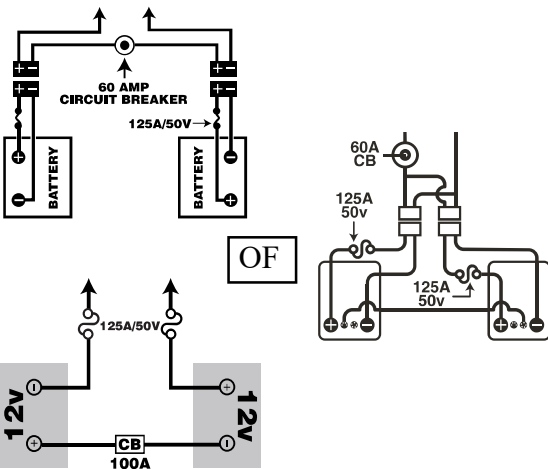 + − + −
+ − + −
60 AMP
CIRCUIT BREAKER
125A/50V
+
−
BATTERY
BATTERY
−
+
60A
CB
125A
50v
125A
50v
+ −
+ −
OF
125A/50V
12v
−
+
CB
100A
+
−
12v